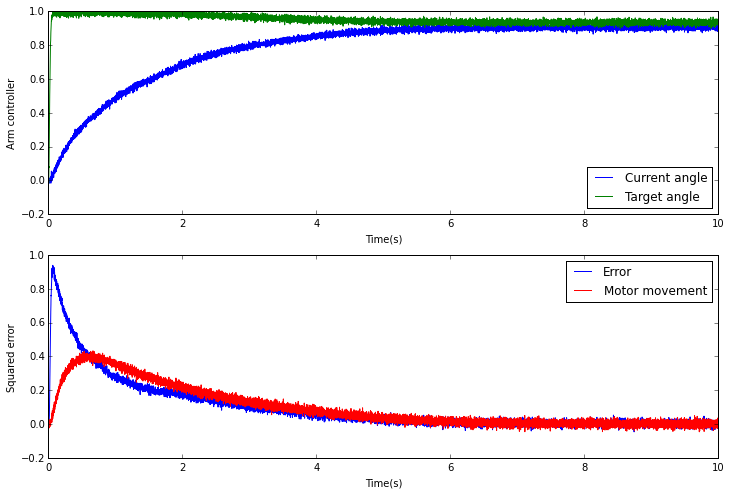 1.0
0.8
0.6
0.4
0.2
0.0
−0.2
Arm controller
Current angle
Target angle
0 2 4 6 8 10
Time(s)
1.0
0.8
0.6
0.4
0.2
0.0
−0.2
Squared error
Error
Motor movement
0 2 4 6 8 10
Time(s)